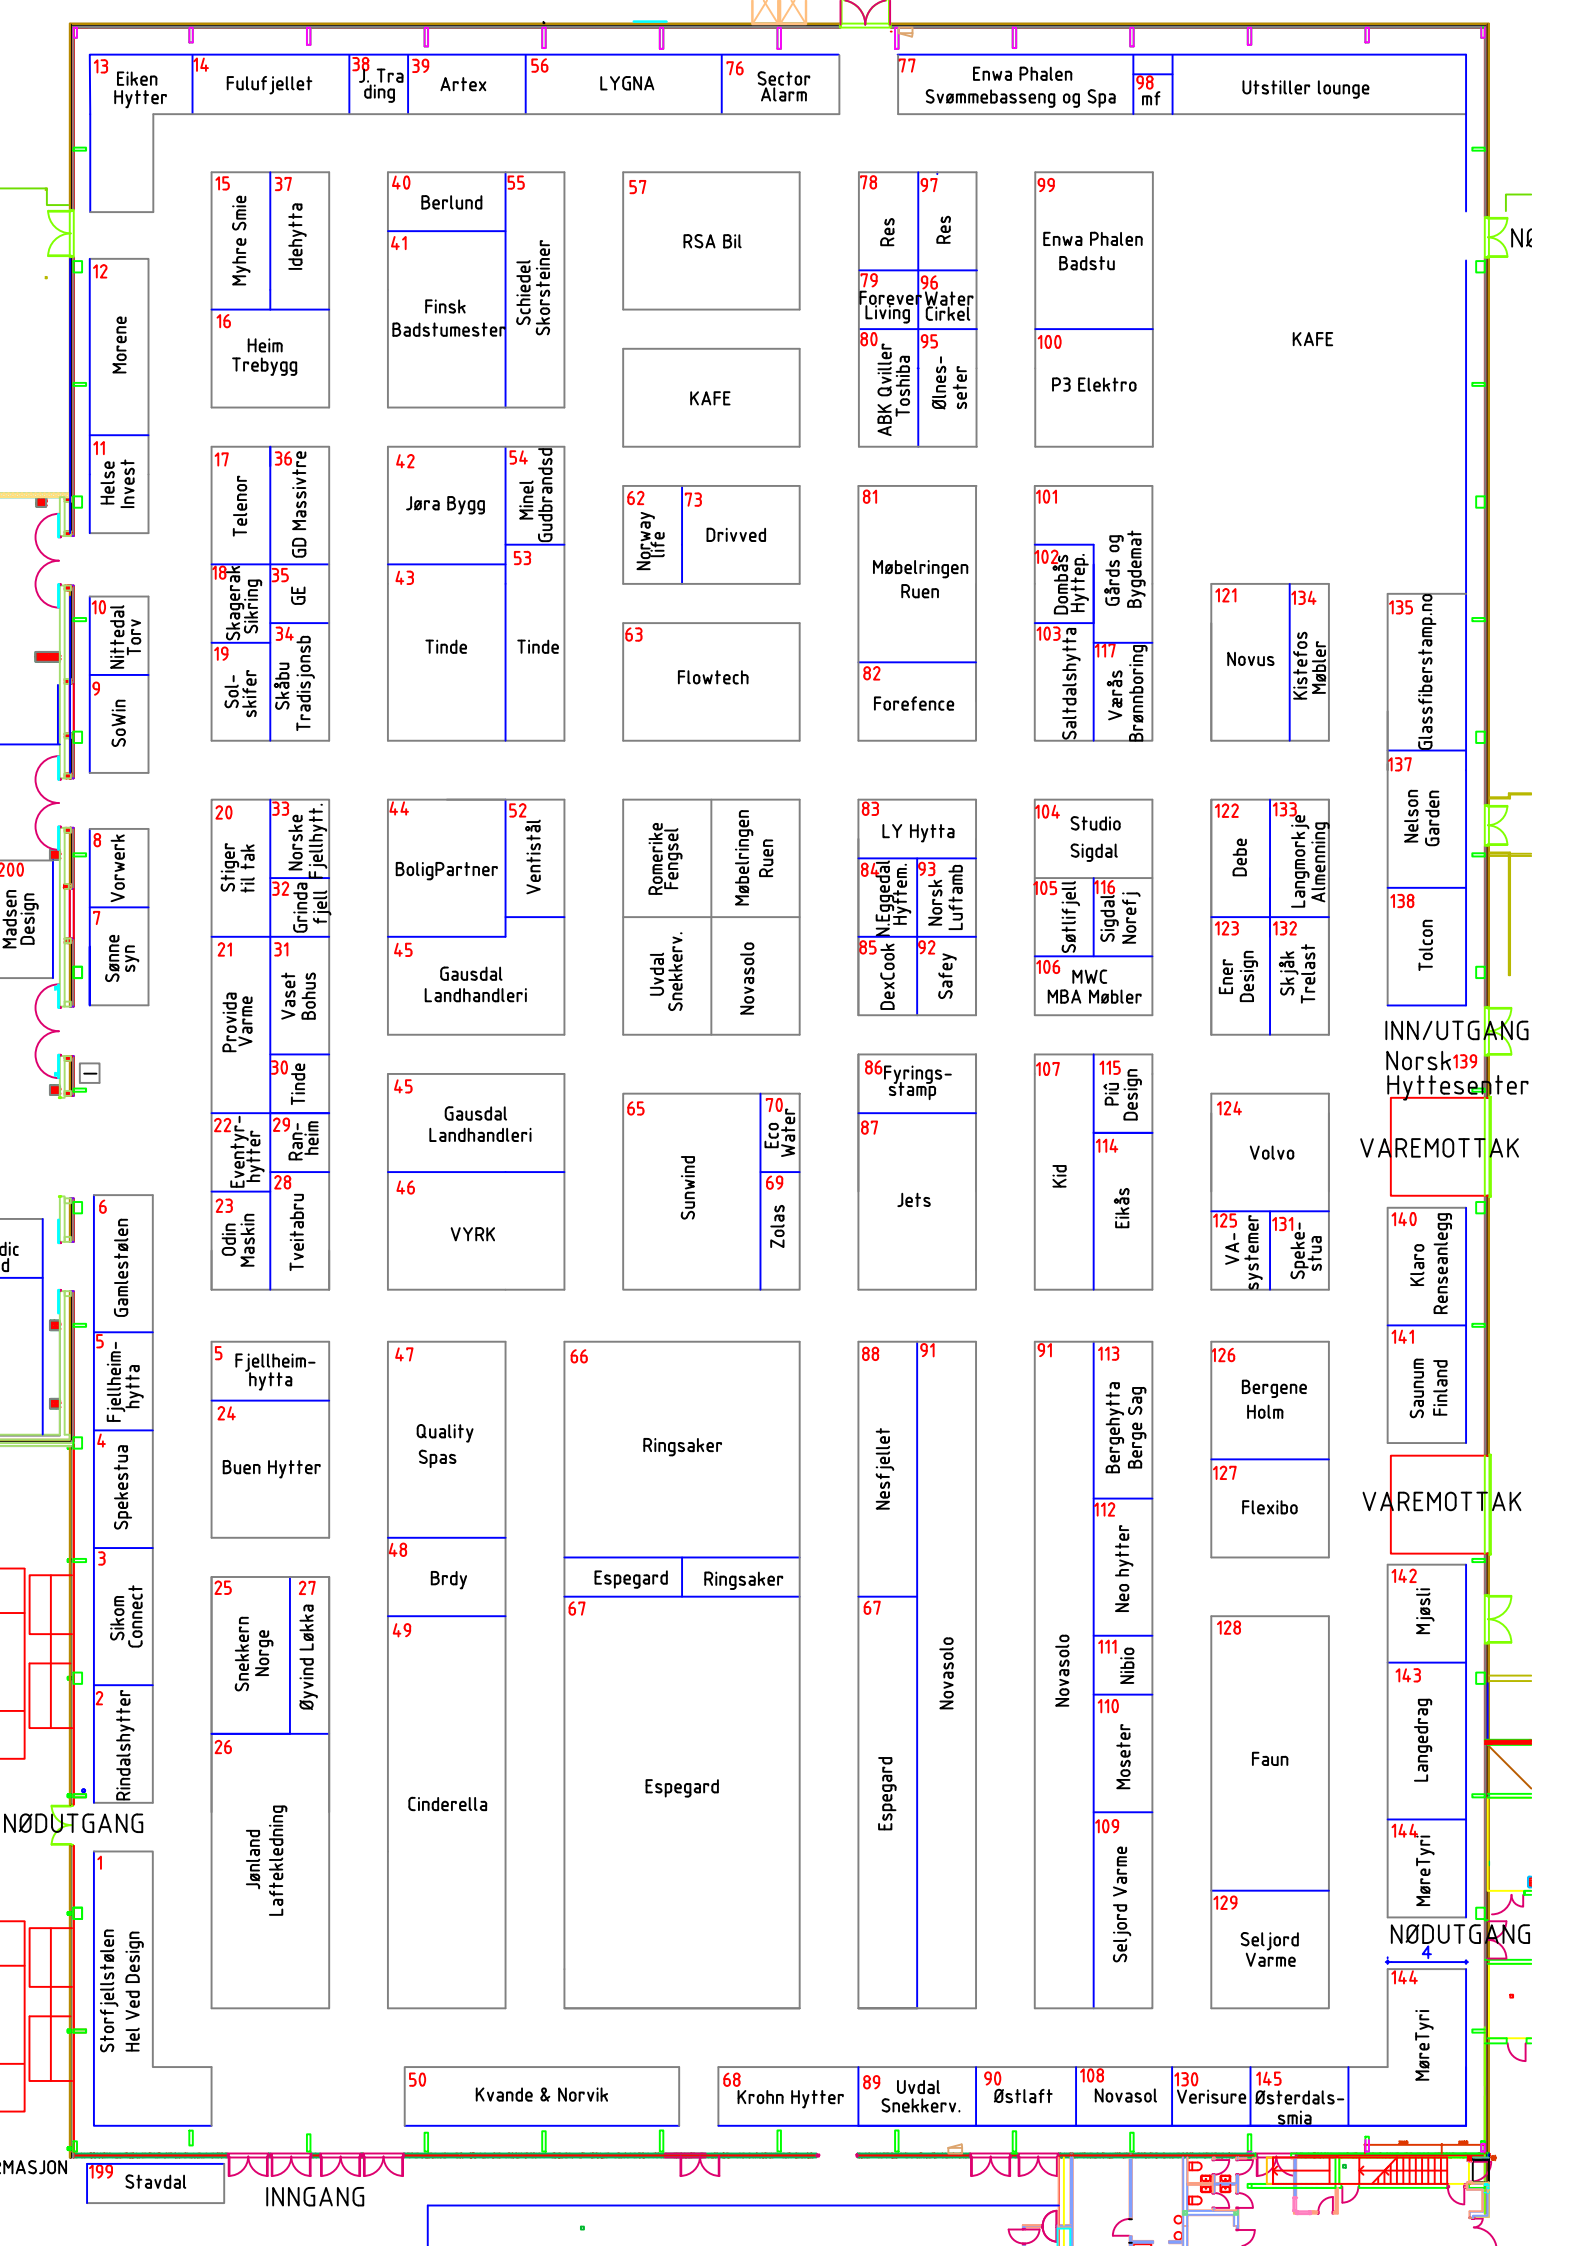 13
Eiken
Hytter
14
Fulufjellet
38
J. Tra
ding
39
Artex
56
LYGNA
76
Sector
Alarm
77
Enwa Phalen
Svømmebasseng og Spa
98
mf
Utstiller lounge
15
Myhre Smie
37
Idehytta
16
Heim
Trebygg
40
Berlund
55
Schiedel
Skorsteiner
41
Finsk
Badstumester
57
RSA Bil
KAFE
78
Res
97
Res
79
Forever
Living
96
Water
Cirkel
80
ABK Qviller
Toshiba
95
Ølnes-
seter
99
Enwa Phalen
Badstu
100
P3 Elektro
KAFE
12
Morene
11
Helse
Invest
17
Telenor
36
GD Massivtre
18
Skagerak
Sikring
35
GE
19
Sol-
skifer
34
Skåbu
Tradisjonsb
42
Jøra Bygg
54
Minel
Gudbrandsd
43
Tinde
53
Tinde
62
Norway
life
73
Drivved
63
Flowtech
81
Møbelringen
Ruen
82
Forefence
101
Gårds og
Bygdemat
102
Dombås
Hyttep.
103
Saltdalshytta
117
Værås
Brønnboring
121
Novus
134
Kistefos
Møbler
135
Glassfiberstamp.no
137
Nelson
Garden
138
Tolcon
10
Nittedal
Torv
9
SoWin
8
Vorwerk
7
Sønne
syn
200
Madsen
Design
20
Stiger
til tak
33
Norske
Fjellhytt.
32
Grinda
fjell
21
Provida
Varme
31
Vaset
Bohus
30
Tinde
22
Eventyr-
hytter
29
Ran-
heim
28
Tveitabru
23
Odin
Maskin
44
BoligPartner
52
Ventistål
45
Gausdal
Landhandleri
45
Gausdal
Landhandleri
46
VYRK
Romerike
Fengsel
Møbelringen
Ruen
Uvdal
Snekkerv.
Novasolo
65
Sunwind
70
Eco
Water
69
Zolas
83
LY Hytta
84
N.Eggedal
Hyttem.
93
Norsk
Luftamb
85
DexCook
92
Safey
86
Fyrings-
stamp
87
Jets
104
Studio
Sigdal
105
Søtlifjell
116
Sigdal
Norefj
106
MWC
MBA Møbler
107
Kid
115
Piû
Design
114
Eikås
122
Debe
133
Langmorkje
Almenning
123
Ener
Design
132
Skjåk
Trelast
124
Volvo
125
VA-
systemer
131
Speke-
stua
INN/UTGANG
Norsk 139
Hyttesenter
VAREMOTTAK
140
Klaro
Renseanlegg
141
Saunum
Finland
VAREMOTTAK
6
Gamlestølen
5
Fjellheim-
hytta
4
Spekestua
3
Sikom
Connect
2
Rindalshytter
NØDUTGANG
1
Storfjellstølen
Hel Ved Design
5
Fjellheim-
hytta
24
Buen Hytter
25
Snekkern
Norge
27
Øyvind Løkka
26
Jønland
Laftekledning
47
Quality
Spas
48
Brdy
49
Cinderella
66
Ringsaker
Espegard
Ringsaker
67
Espegard
88
Nesfjellet
91
Novasolo
67
Espegard
91
Novasolo
113
Bergehytta
Berge Sag
112
Neo hytter
111
Nibio
110
Moseter
109
Seljord Varme
126
Bergene
Holm
127
Flexibo
128
Faun
129
Seljord
Varme
142
Mjøsli
143
Langedrag
144
MøreTyri
NØDUTGANG
4
144
MøreTyri
50
Kvande & Norvik
68
Krohn Hytter
89
Uvdal
Snekkerv.
90
Østlaft
108
Novasol
130
Verisure
145
Østerdals-
smia
RMASJON
199
Stavdal
INNGANG
dic
d
NØ
I